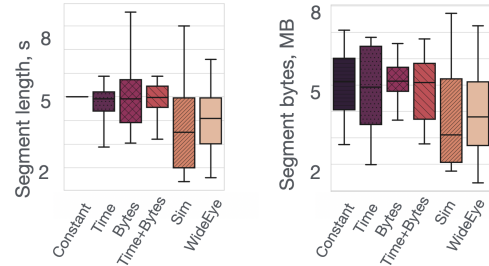 Segment length, s
8
5
2
Constant
Time
Bytes
Time+Bytes
Sim
WideEye
Segment bytes, MB
8
5
2
Constant
Time
Bytes
Time+Bytes
Sim
WideEye